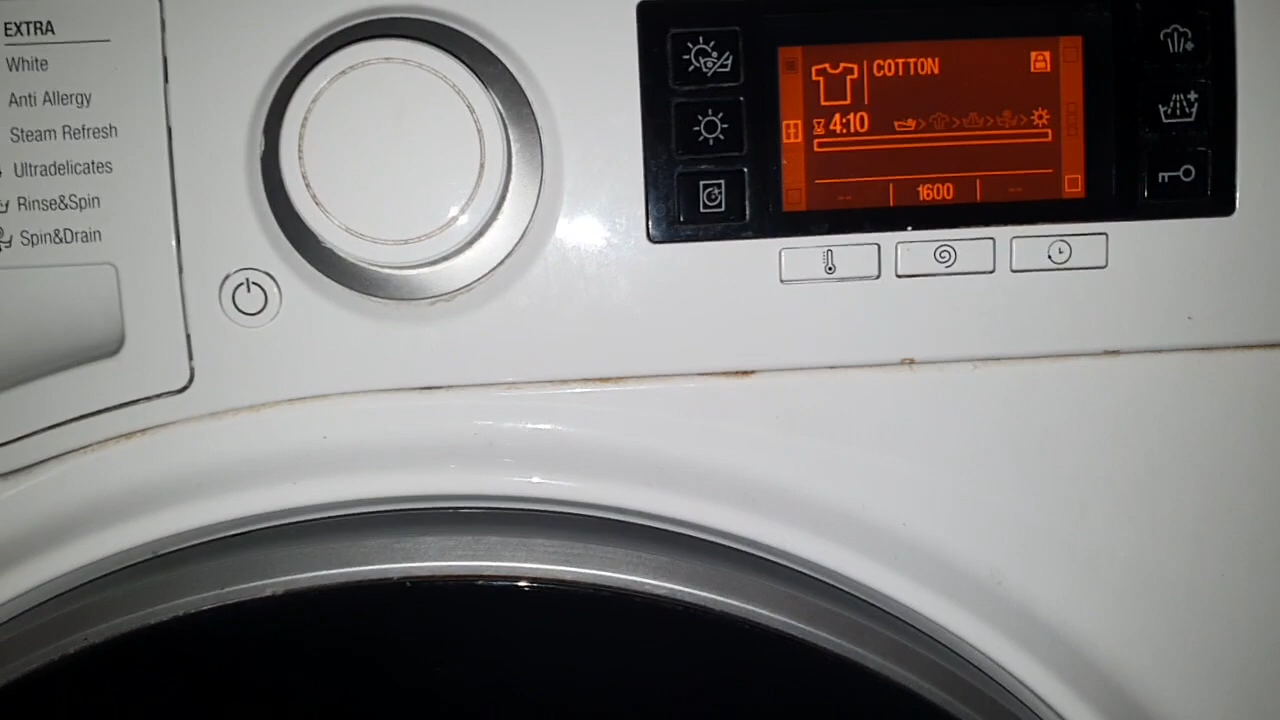 EXTRA
White
Anti Allergy
Steam Refresh
Ultradelicates
Rinse&Spin
Spin&Drain
COTTON
4:10
1600